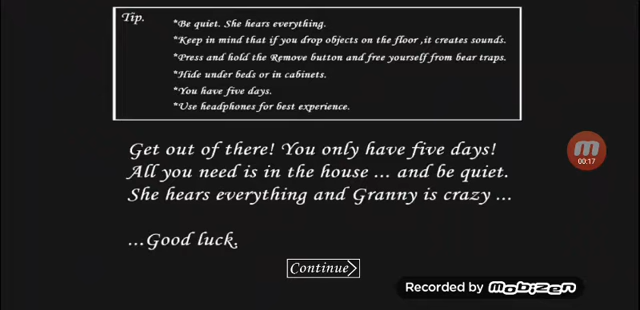 Tip.
*Be quiet. She hears everything.
*Keep in mind that if you drop objects on the floor ,it creates sounds.
*Press and hold the Remove button and free yourself from bear traps.
*Hide under beds or in cabinets.
*You have five days.
*Use headphones for best experience.
Get out of there! You only have five days!
All you need is in the house ... and be quiet.
She hears everything and Granny is crazy ...
...Good luck.
Continue>
00:17
Recorded by mobizen